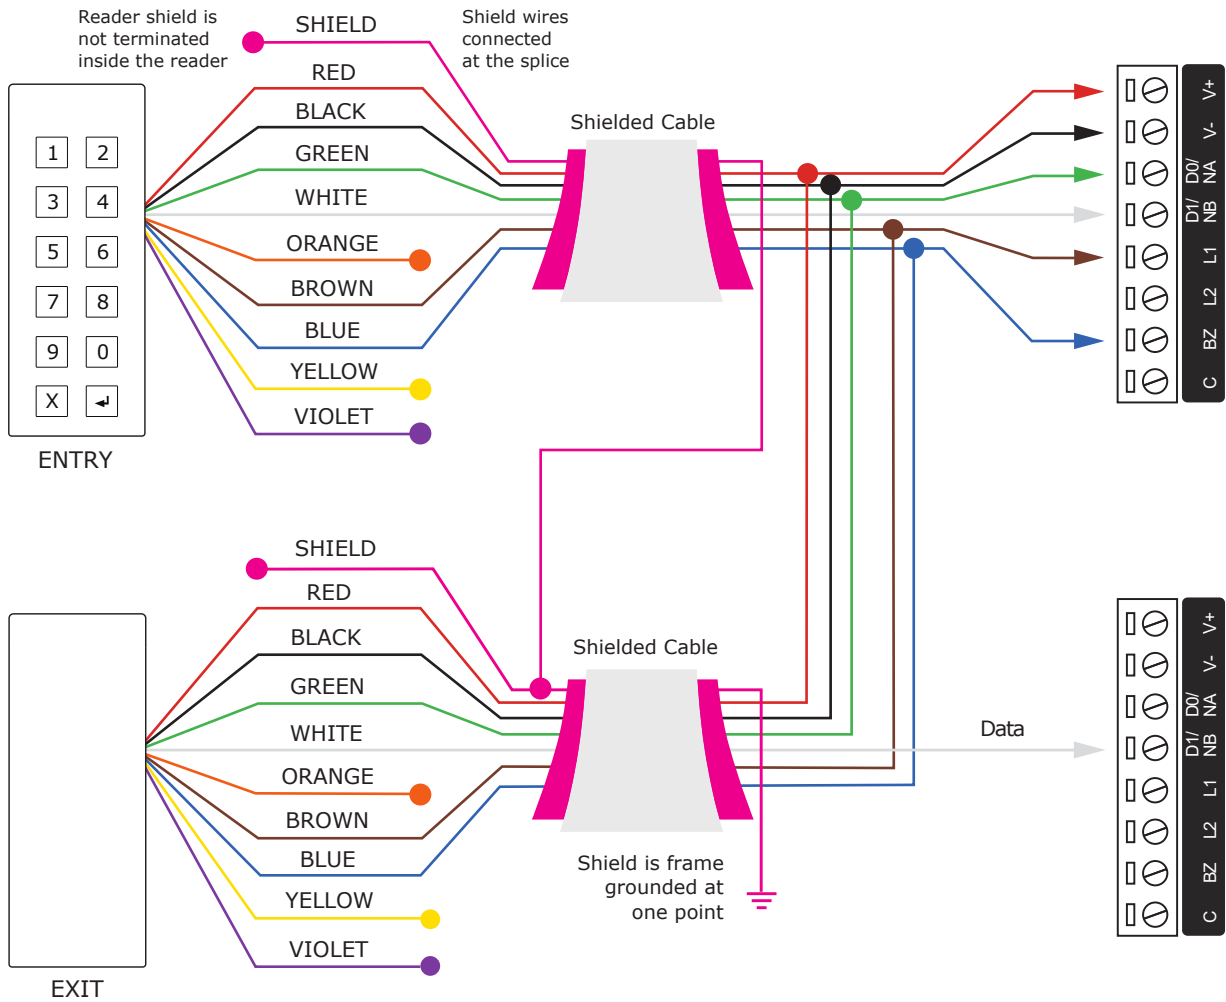 Reader shield is
not terminated
inside the reader
SHIELD
Shield wires
connected
at the splice
RED
BLACK
GREEN
WHITE
ORANGE
BROWN
BLUE
YELLOW
VIOLET
Shielded Cable
1 2
3 4
5 6
7 8
9 0
X
ENTRY
V+
V-
D0/
NA
D1/
NB
L1
L2
BZ
C
SHIELD
RED
BLACK
GREEN
WHITE
ORANGE
BROWN
BLUE
YELLOW
VIOLET
Shielded Cable
Data
Shield is frame
grounded at
one point
EXIT
V+
V-
D0/
NA
D1/
NB
L1
L2
BZ
C